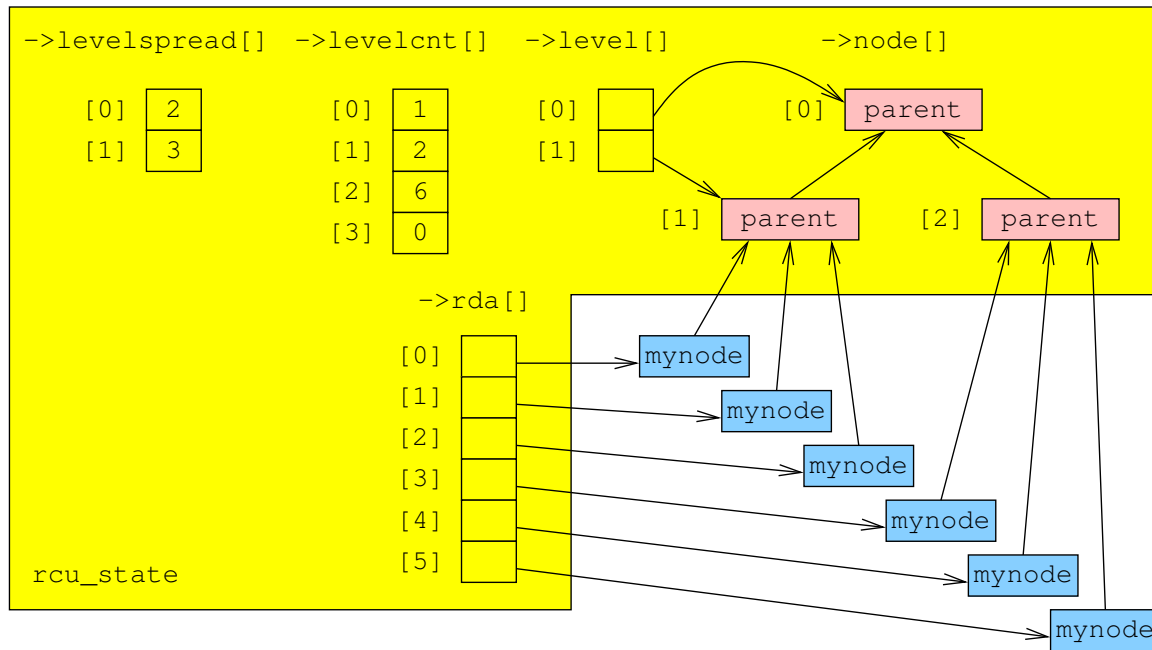 ->levelspread[] ->levelcnt[] ->level[] ->node[]
[0] 2 [0] 1 [0] [0] parent
[1] 3 [1] 2 [1]
[2] 6 [1] parent [2] parent
[3] 0
->rda[]
[0] mynode
[1] mynode
[2] mynode
[3] mynode
[4] mynode
[5] mynode
rcu_state